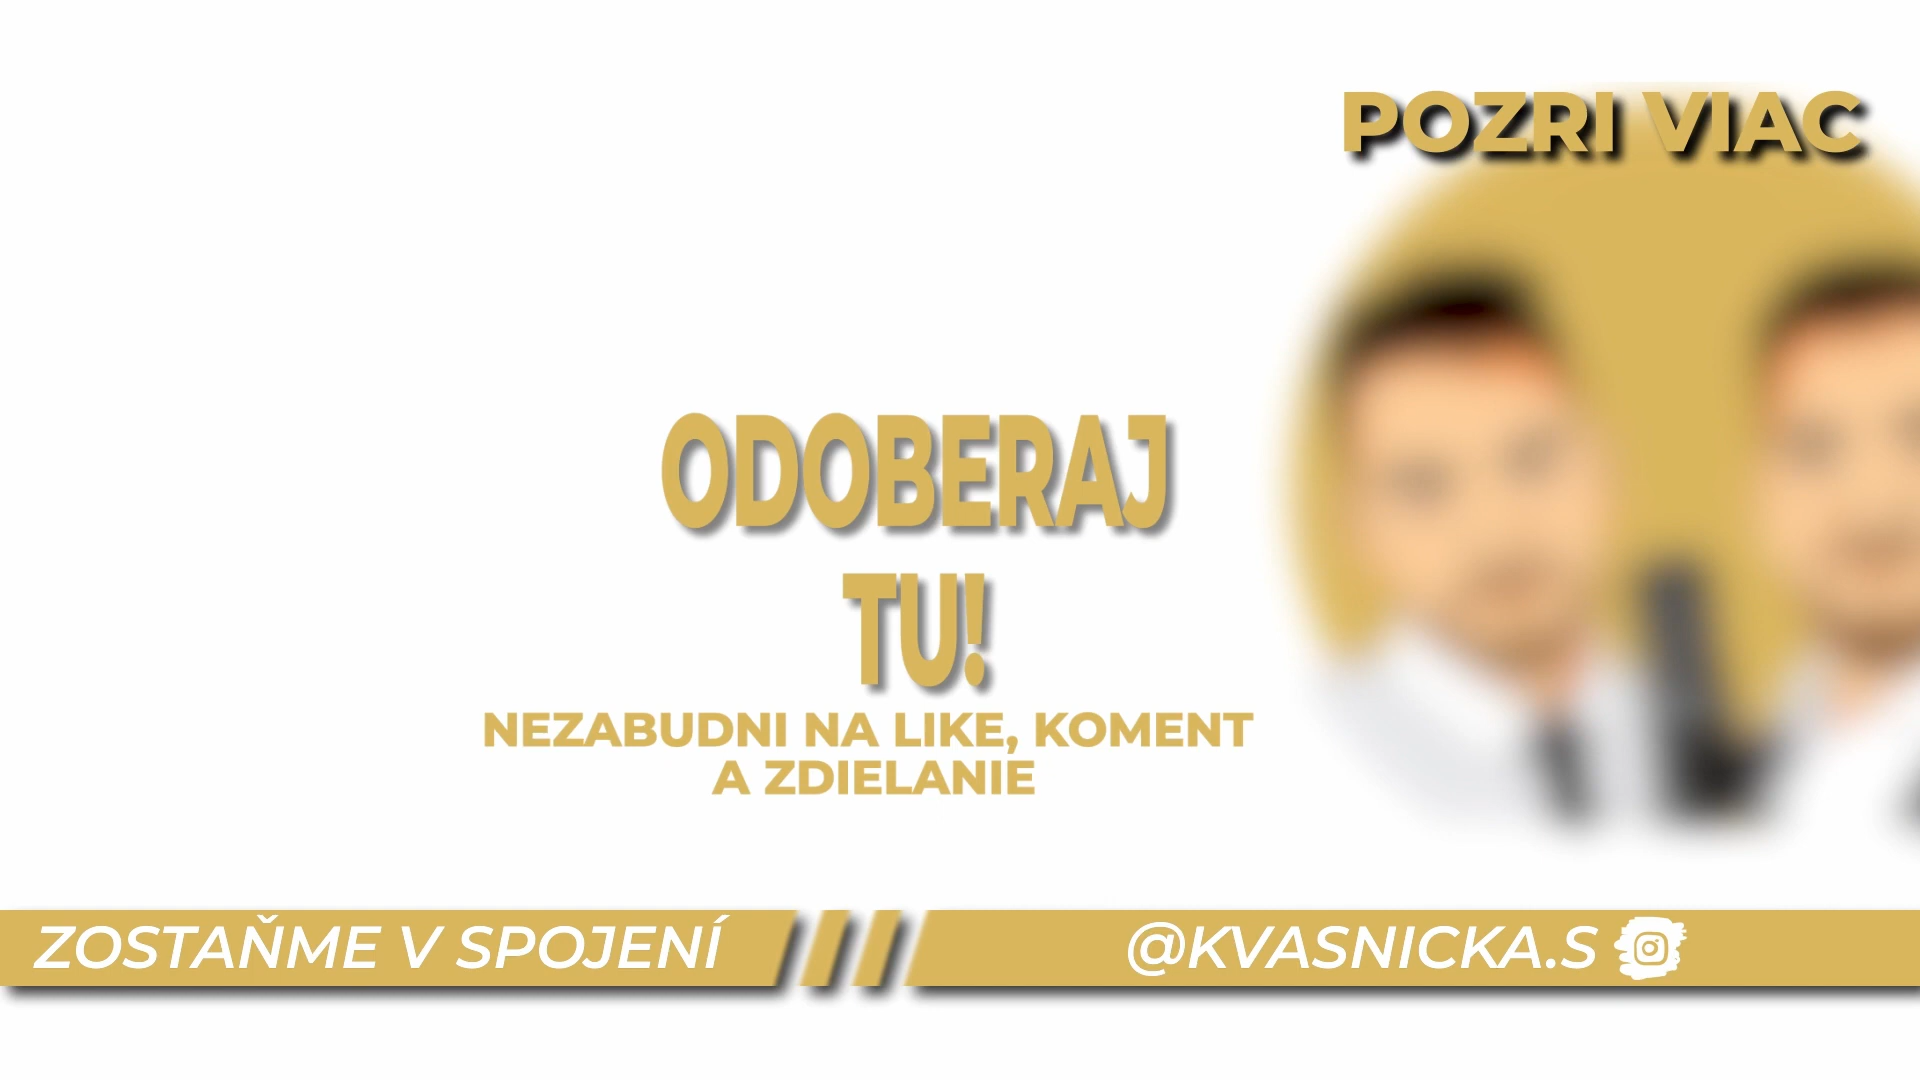 POZRI VIAC
ODOBERAJ
TU!
NEZABUDNI NA LIKE, KOMENT
A ZDIELANIE
ZOSTAŇME V SPOJENÍ
@KVASNICKA.S